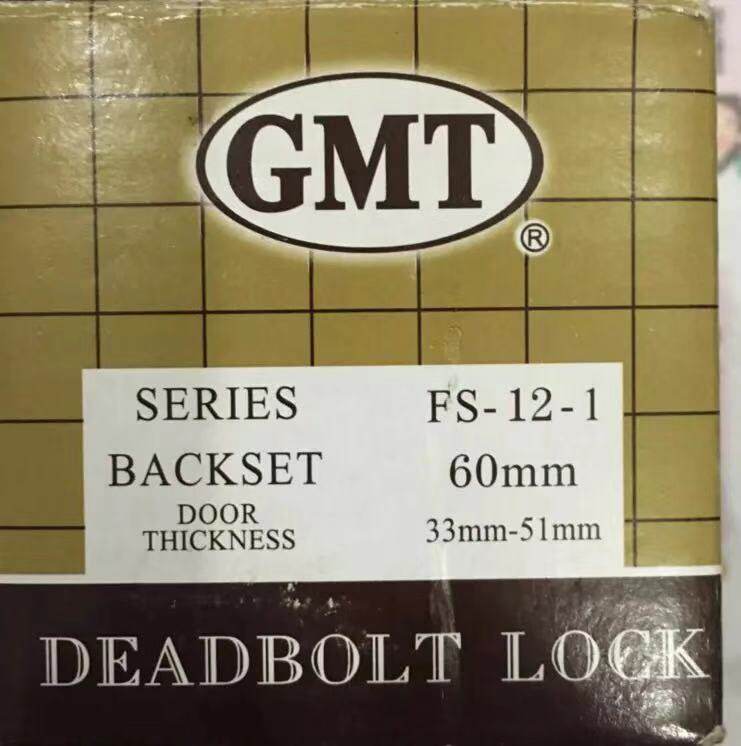 GMT
®
SERIES FS-12-1
BACKSET 60mm
DOOR
THICKNESS 33mm-51mm
DEADBOLT LOCK